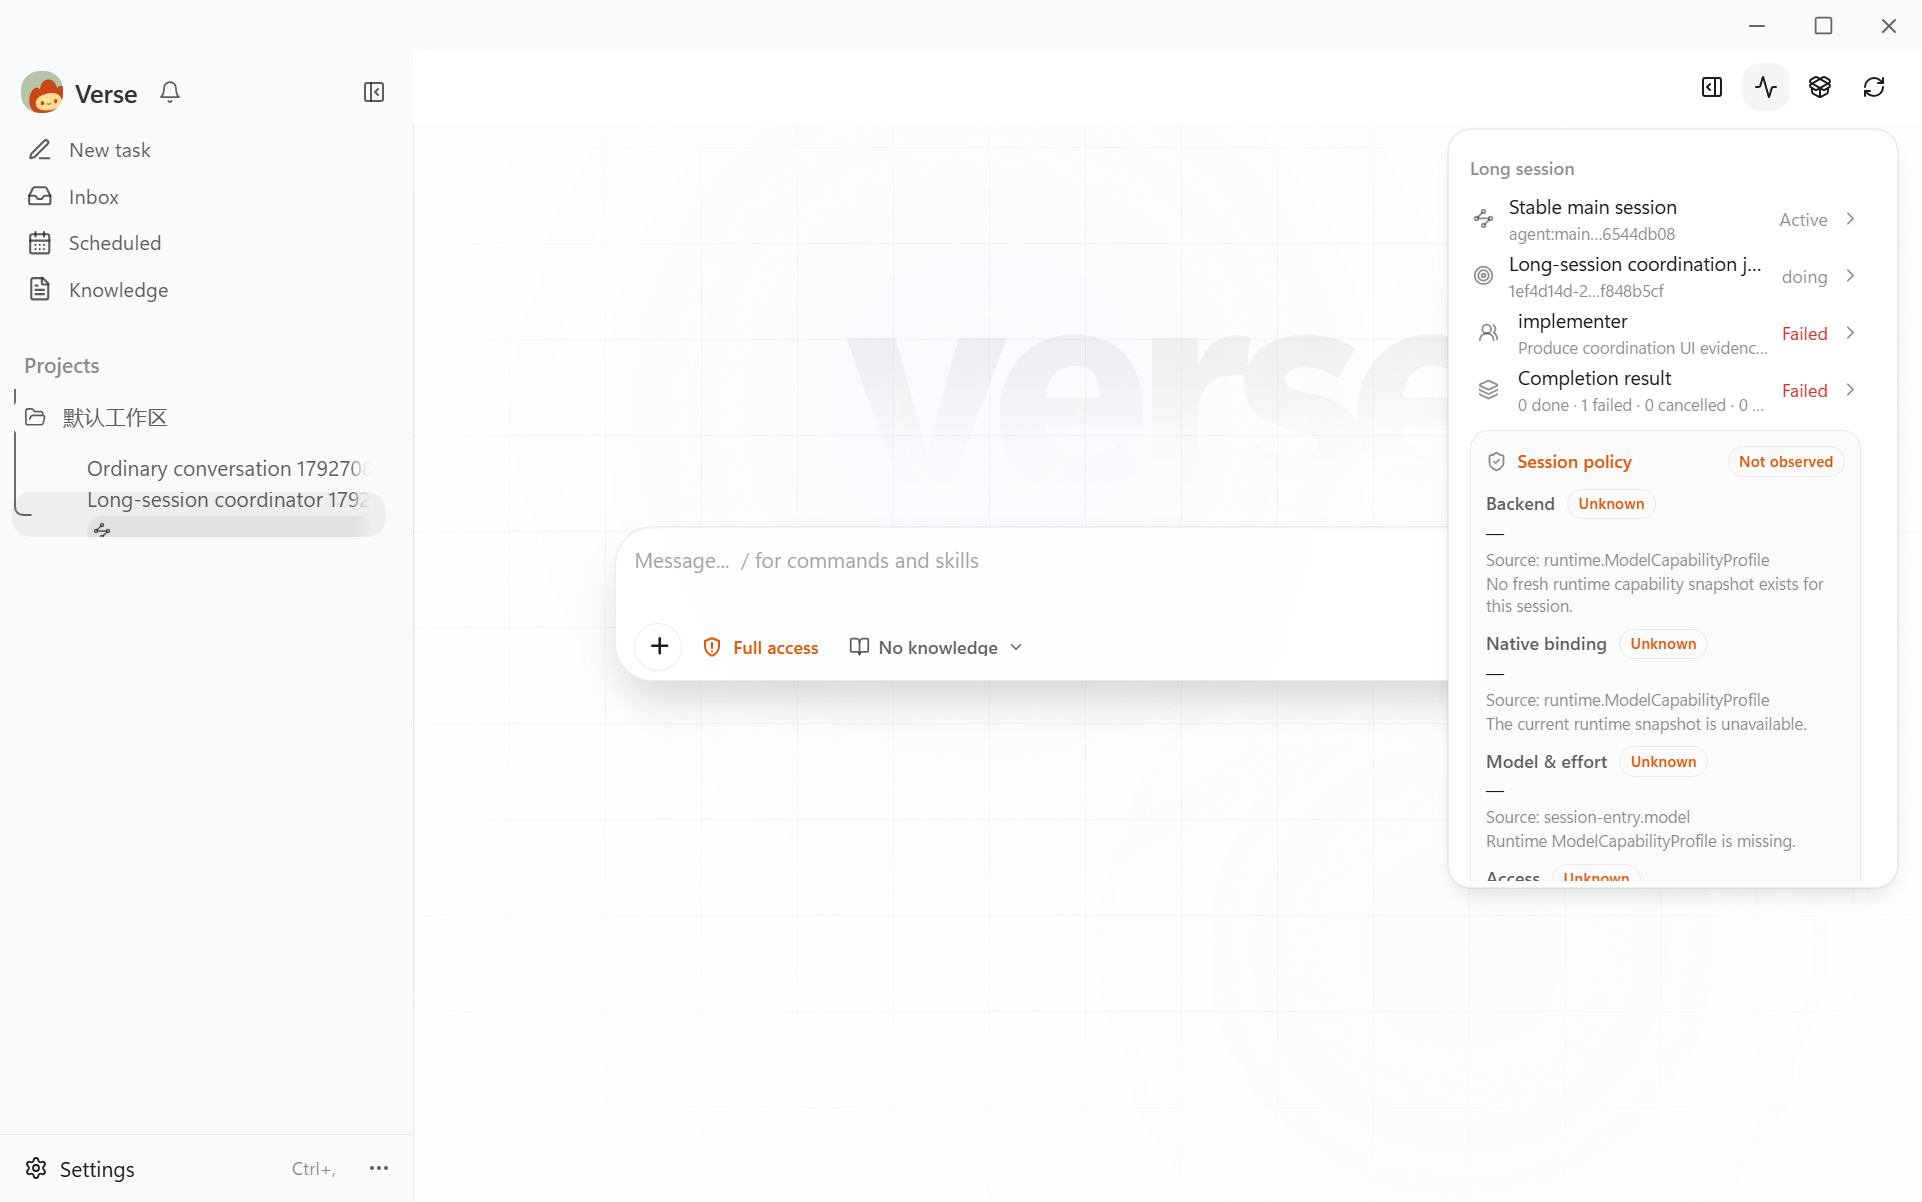 Verse
New task
Inbox
Scheduled
Knowledge
Projects
默认工作区
Ordinary conversation 179270
Long-session coordinator 1792
Settings
Ctrl+,
verse
Message... / for commands and skills
Full access
No knowledge
Long session
Stable main session
agent:main...6544db08
Active
Long-session coordination j...
1ef4d14d-2...f848b5cf
doing
implementer
Produce coordination UI evidenc...
Failed
Completion result
0 done · 1 failed · 0 cancelled · 0 ...
Failed
Session policy
Not observed
Backend
Unknown
—
Source: runtime.ModelCapabilityProfile
No fresh runtime capability snapshot exists for
this session.
Native binding
Unknown
—
Source: runtime.ModelCapabilityProfile
The current runtime snapshot is unavailable.
Model & effort
Unknown
—
Source: session-entry.model
Runtime ModelCapabilityProfile is missing.
Access
Unknown